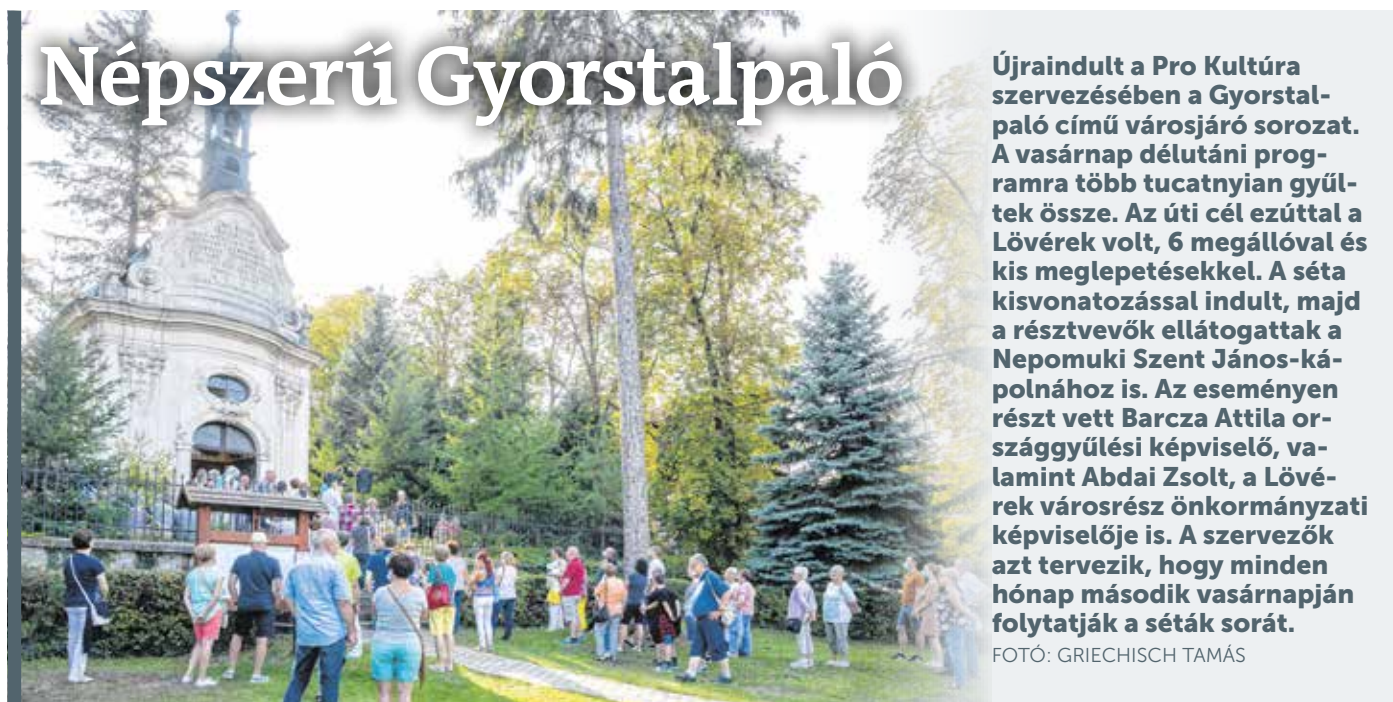 Népszerű Gyorstalpaló
Újraindult a Pro Kultúra
szervezésében a Gyorstal-
paló című városjáró sorozat.
A vasárnap délutáni prog-
ramra több tucatnyian gyűl-
tek össze. Az úti cél ezúttal a
Lövérek volt, 6 megállóval és
kis meglepetésekkel. A séta
kisvonatozással indult, majd
a résztvevők ellátogattak a
Nepomuki Szent János-ká-
polnához is. Az eseményen
részt vett Barcza Attila or-
szággyűlési képviselő, va-
lamint Abdai Zsolt, a Lövé-
rek városrész önkormányzati
képviselője is. A szervezők
azt tervezik, hogy minden
hónap második vasárnapján
folytatják a séták sorát.
FOTÓ: GRIECHISCH TAMÁS